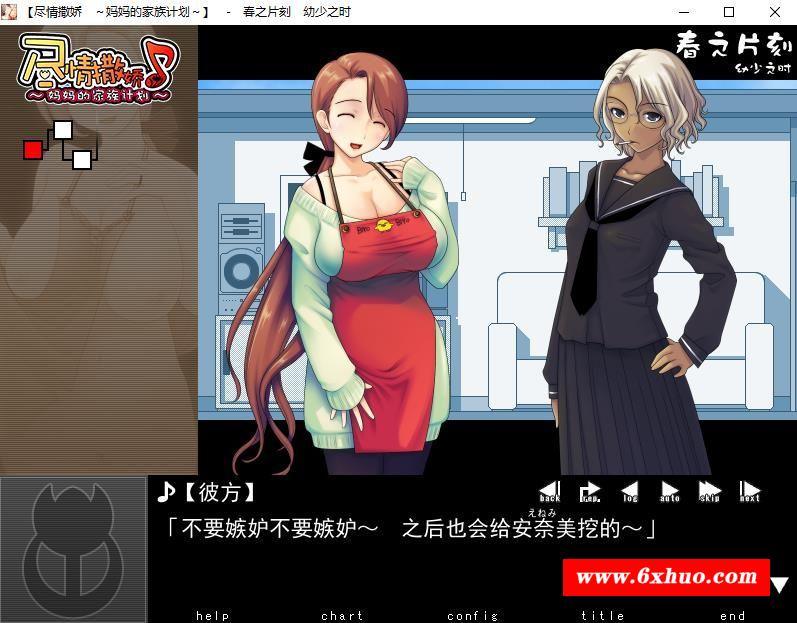 【尽情撒娇　～妈妈的家族计划～】　-　春之片刻　幼少之时
尽情撒娇♪
～妈妈的家族计划～
春之片刻
幼少之时
BiYo BiYo
♪【彼方】
back rep. log auto skip next
えねみ
「不要嫉妒不要嫉妒～　之后也会给安奈美挖的～」
www.6xhuo.com
help chart config title end